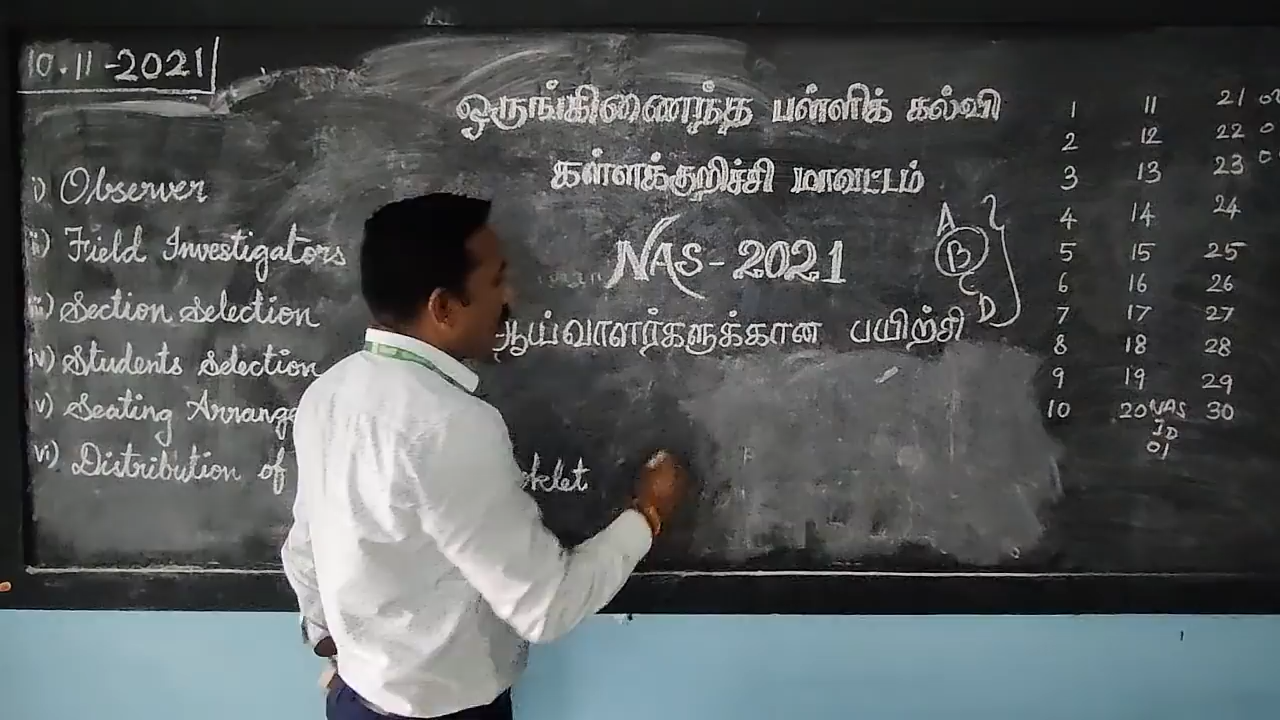 10-11-2021
ஒருங்கிணைந்த பள்ளிக் கல்வி
கள்ளக்குறிச்சி மாவட்டம்
NAS-2021
ஆய்வாளர்களுக்கான பயிற்சி
i) Observer
ii) Field Investigators
iii) Section Selection
iv) Students Selection
v) Seating
vi) Distribution of
A
B
C
D
1 11 21
2 12 22
3 13 23
4 14 24
5 15 25
6 16 26
7 17 27
8 18 28
9 19 29
10 20 30
NAS
ID
01